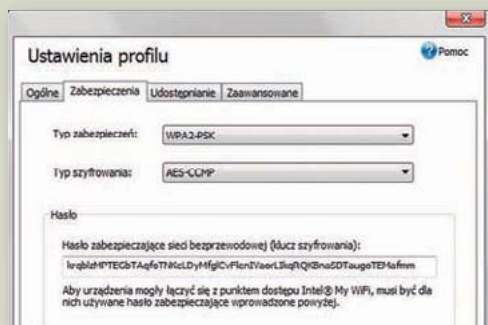 Ustawienia profilu
Pomoc
Ogólne Zabezpieczenia Udostępnianie Zaawansowane
Typ zabezpieczeń: WPA2-PSK
Typ szyfrowania: AES-CCMP
Hasło
Hasło zabezpieczające sieci bezprzewodowej (klucz szyfrowania):
Aby urządzenia mogły łączyć się z punktem dostępu Intel® My WiFi, musi być dla
nich używane hasło zabezpieczające wprowadzone powyżej.